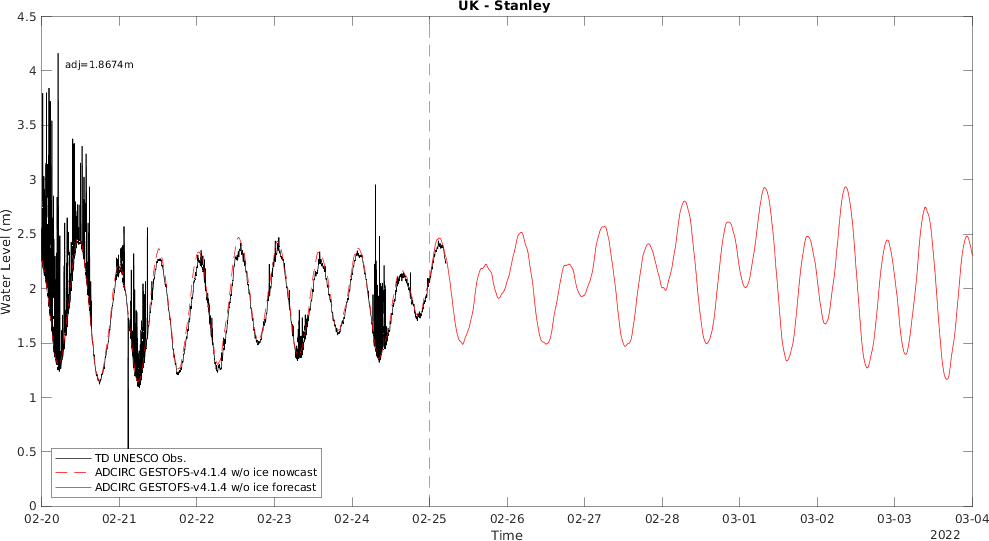 UK - Stanley
4.5
4
3.5
3
2.5
2
1.5
1
0.5
0
Water Level (m)
adj=1.8674m
TD UNESCO Obs.
ADCIRC GESTOFS-v4.1.4 w/o ice nowcast
ADCIRC GESTOFS-v4.1.4 w/o ice forecast
02-20 02-21 02-22 02-23 02-24 02-25 02-26 02-27 02-28 03-01 03-02 03-03 03-04
Time
2022